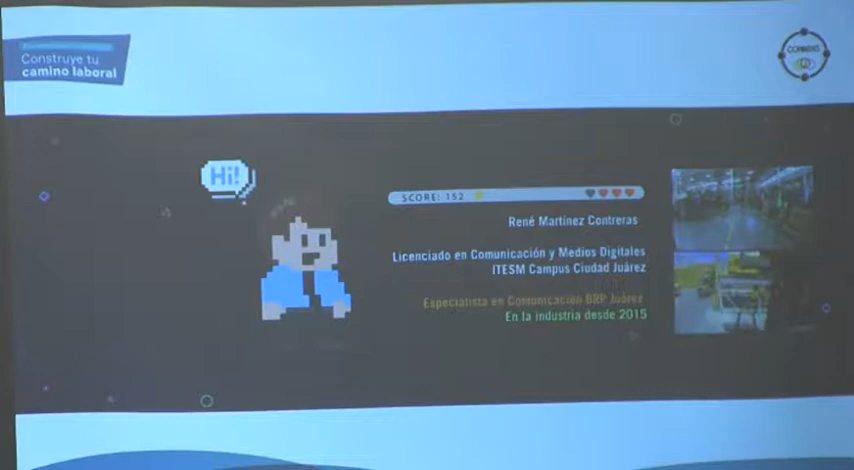 Construye tu
camino laboral
Hi!
SCORE: 152
René Martínez Contreras
Licenciado en Comunicación y Medios Digitales
ITESM Campus Ciudad Juárez
Especialista en Comunicación BRP Juárez
En la industria desde 2015